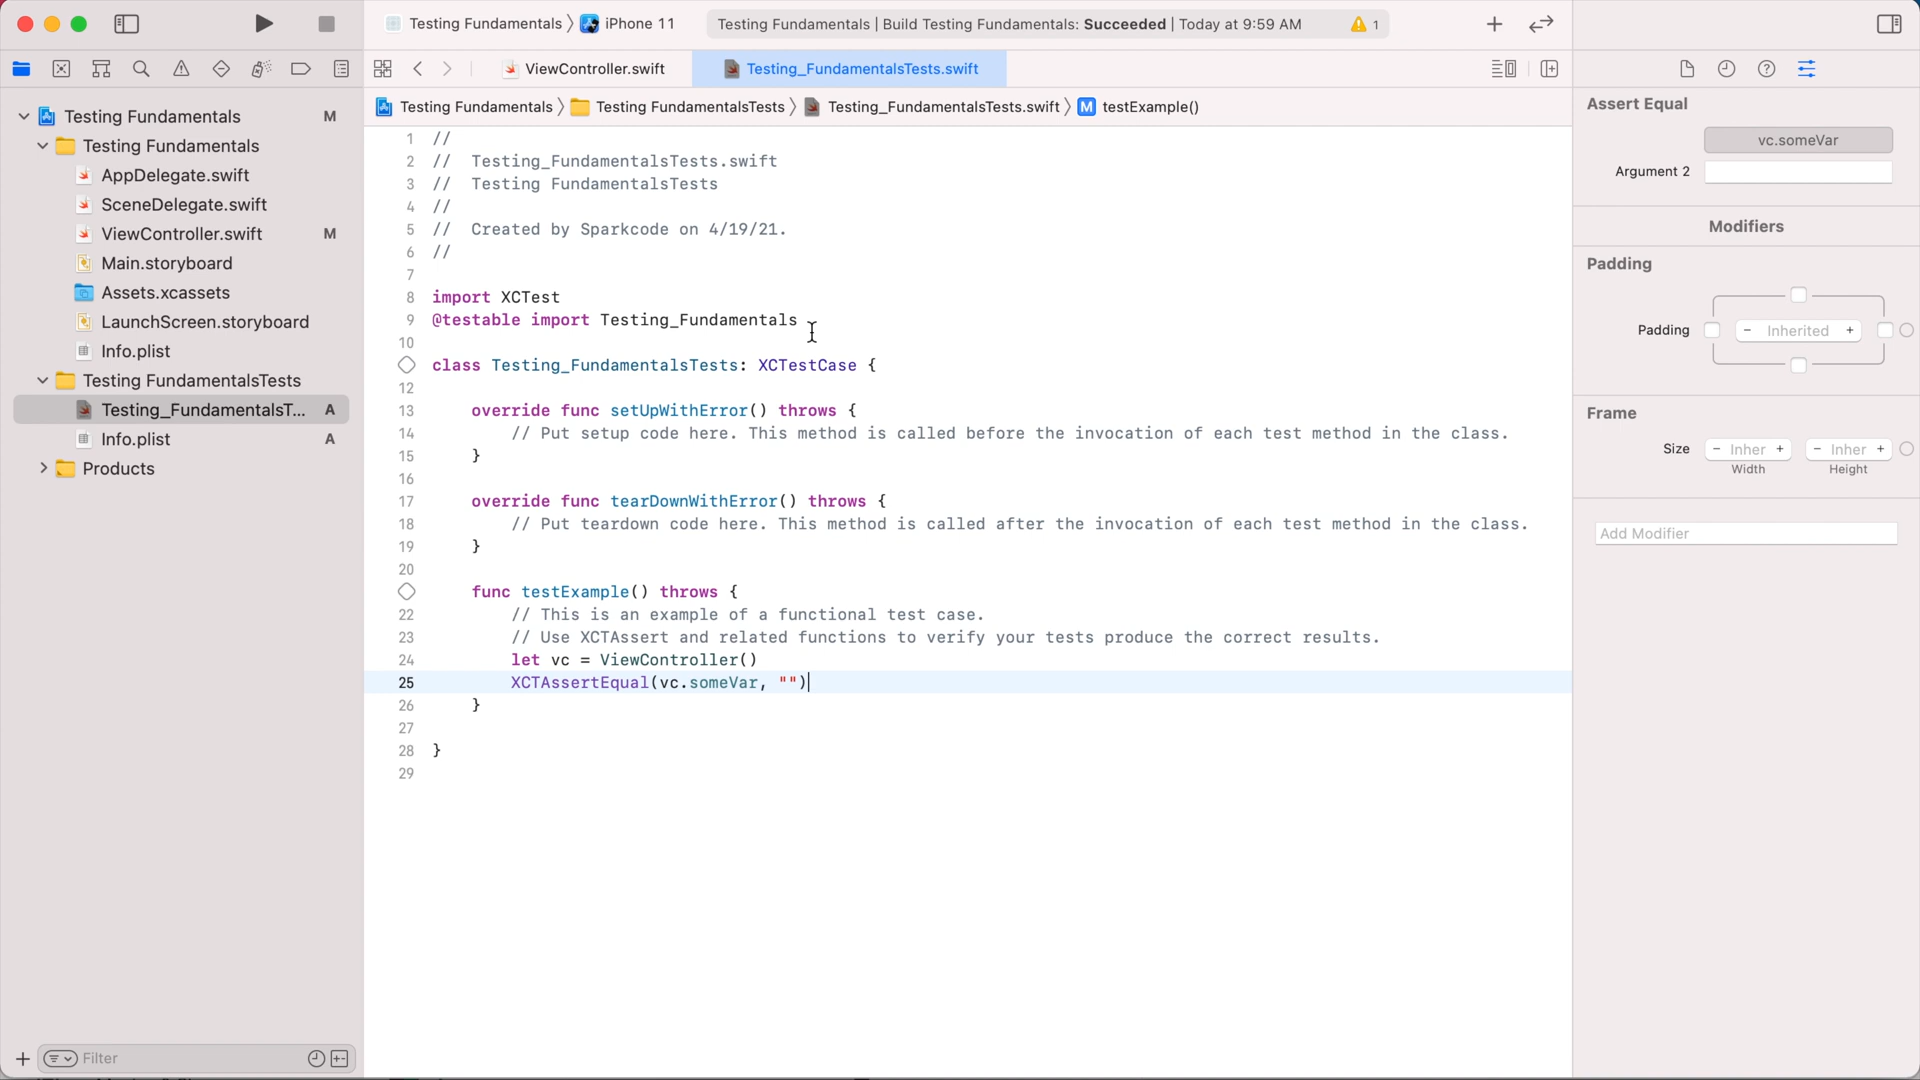 Testing Fundamentals 〉 iPhone 11
Testing Fundamentals | Build Testing Fundamentals: Succeeded | Today at 9:59 AM
1
ViewController.swift
Testing_FundamentalsTests.swift
Testing Fundamentals 〉 Testing FundamentalsTests 〉 Testing_FundamentalsTests.swift 〉 M testExample()
Testing Fundamentals M
Testing Fundamentals
AppDelegate.swift
SceneDelegate.swift
ViewController.swift M
Main.storyboard
Assets.xcassets
LaunchScreen.storyboard
Info.plist
Testing FundamentalsTests
Testing_FundamentalsT... A
Info.plist A
Products
Filter
1 //
2 //  Testing_FundamentalsTests.swift
3 //  Testing FundamentalsTests
4 //
5 //  Created by Sparkcode on 4/19/21.
6 //
7
8 import XCTest
9 @testable import Testing_Fundamentals
10
class Testing_FundamentalsTests: XCTestCase {
12
13     override func setUpWithError() throws {
14         // Put setup code here. This method is called before the invocation of each test method in the class.
15     }
16
17     override func tearDownWithError() throws {
18         // Put teardown code here. This method is called after the invocation of each test method in the class.
19     }
20
func testExample() throws {
22         // This is an example of a functional test case.
23         // Use XCTAssert and related functions to verify your tests produce the correct results.
24         let vc = ViewController()
25         XCTAssertEqual(vc.someVar, "")
26     }
27
28 }
29
Assert Equal
vc.someVar
Argument 2
Modifiers
Padding
Padding − Inherited +
Frame
Size − Inher + − Inher +
Width Height
Add Modifier